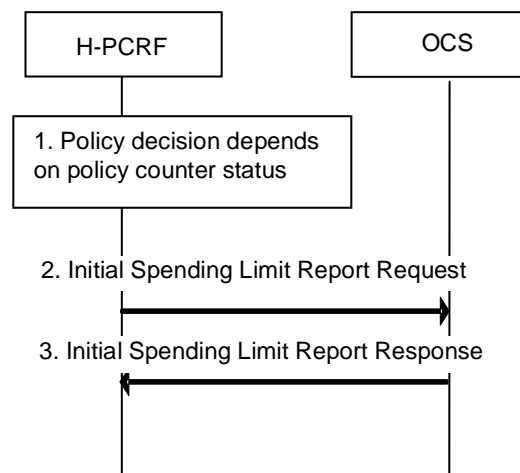 H-PCRF
OCS
1. Policy decision depends
on policy counter status
2. Initial Spending Limit Report Request
3. Initial Spending Limit Report Response